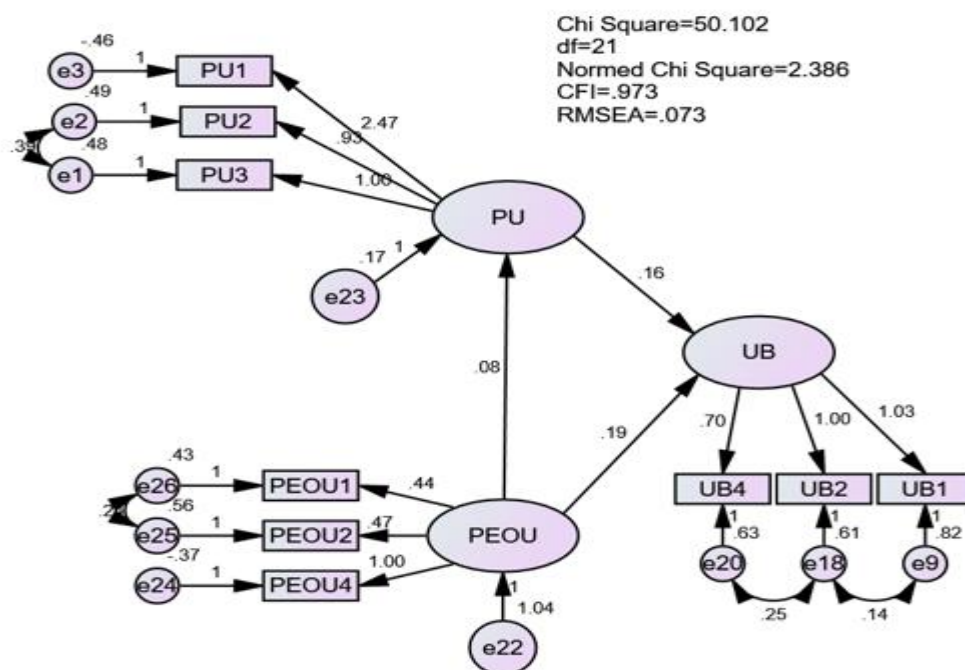 Chi Square=50.102
df=21
Normed Chi Square=2.386
CFI=.973
RMSEA=.073
-.46
e3
1
PU1
.49
e2
1
PU2
.48
e1
1
PU3
2.47
.93
1.00
PU
.17
1
e23
.16
.08
UB
.19
.70
1.00
1.03
UB4
UB2
UB1
1
.63
1
.61
1
.82
e20
e18
e9
.25
.14
.43
e26
1
PEOU1
.44
.56
e25
1
PEOU2
.47
-.37
e24
1
PEOU4
1.00
PEOU
1
1.04
e22